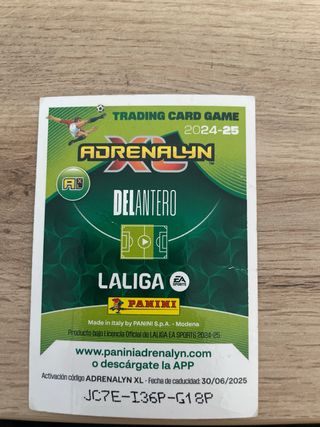 TRADING CARD GAME
2024-25
ADRENALYN
XL
DELANTERO
LALIGA EA SPORTS
PANINI
Made in Italy by PANINI S.p.A. - Modena
Producto bajo Licencia Oficial de LALIGA EA SPORTS 2024-25
www.paniniadrenalyn.com
o descárgate la APP
Activación código ADRENALYN XL - Fecha de caducidad: 30/06/2025
JC7E-I36P-G18P